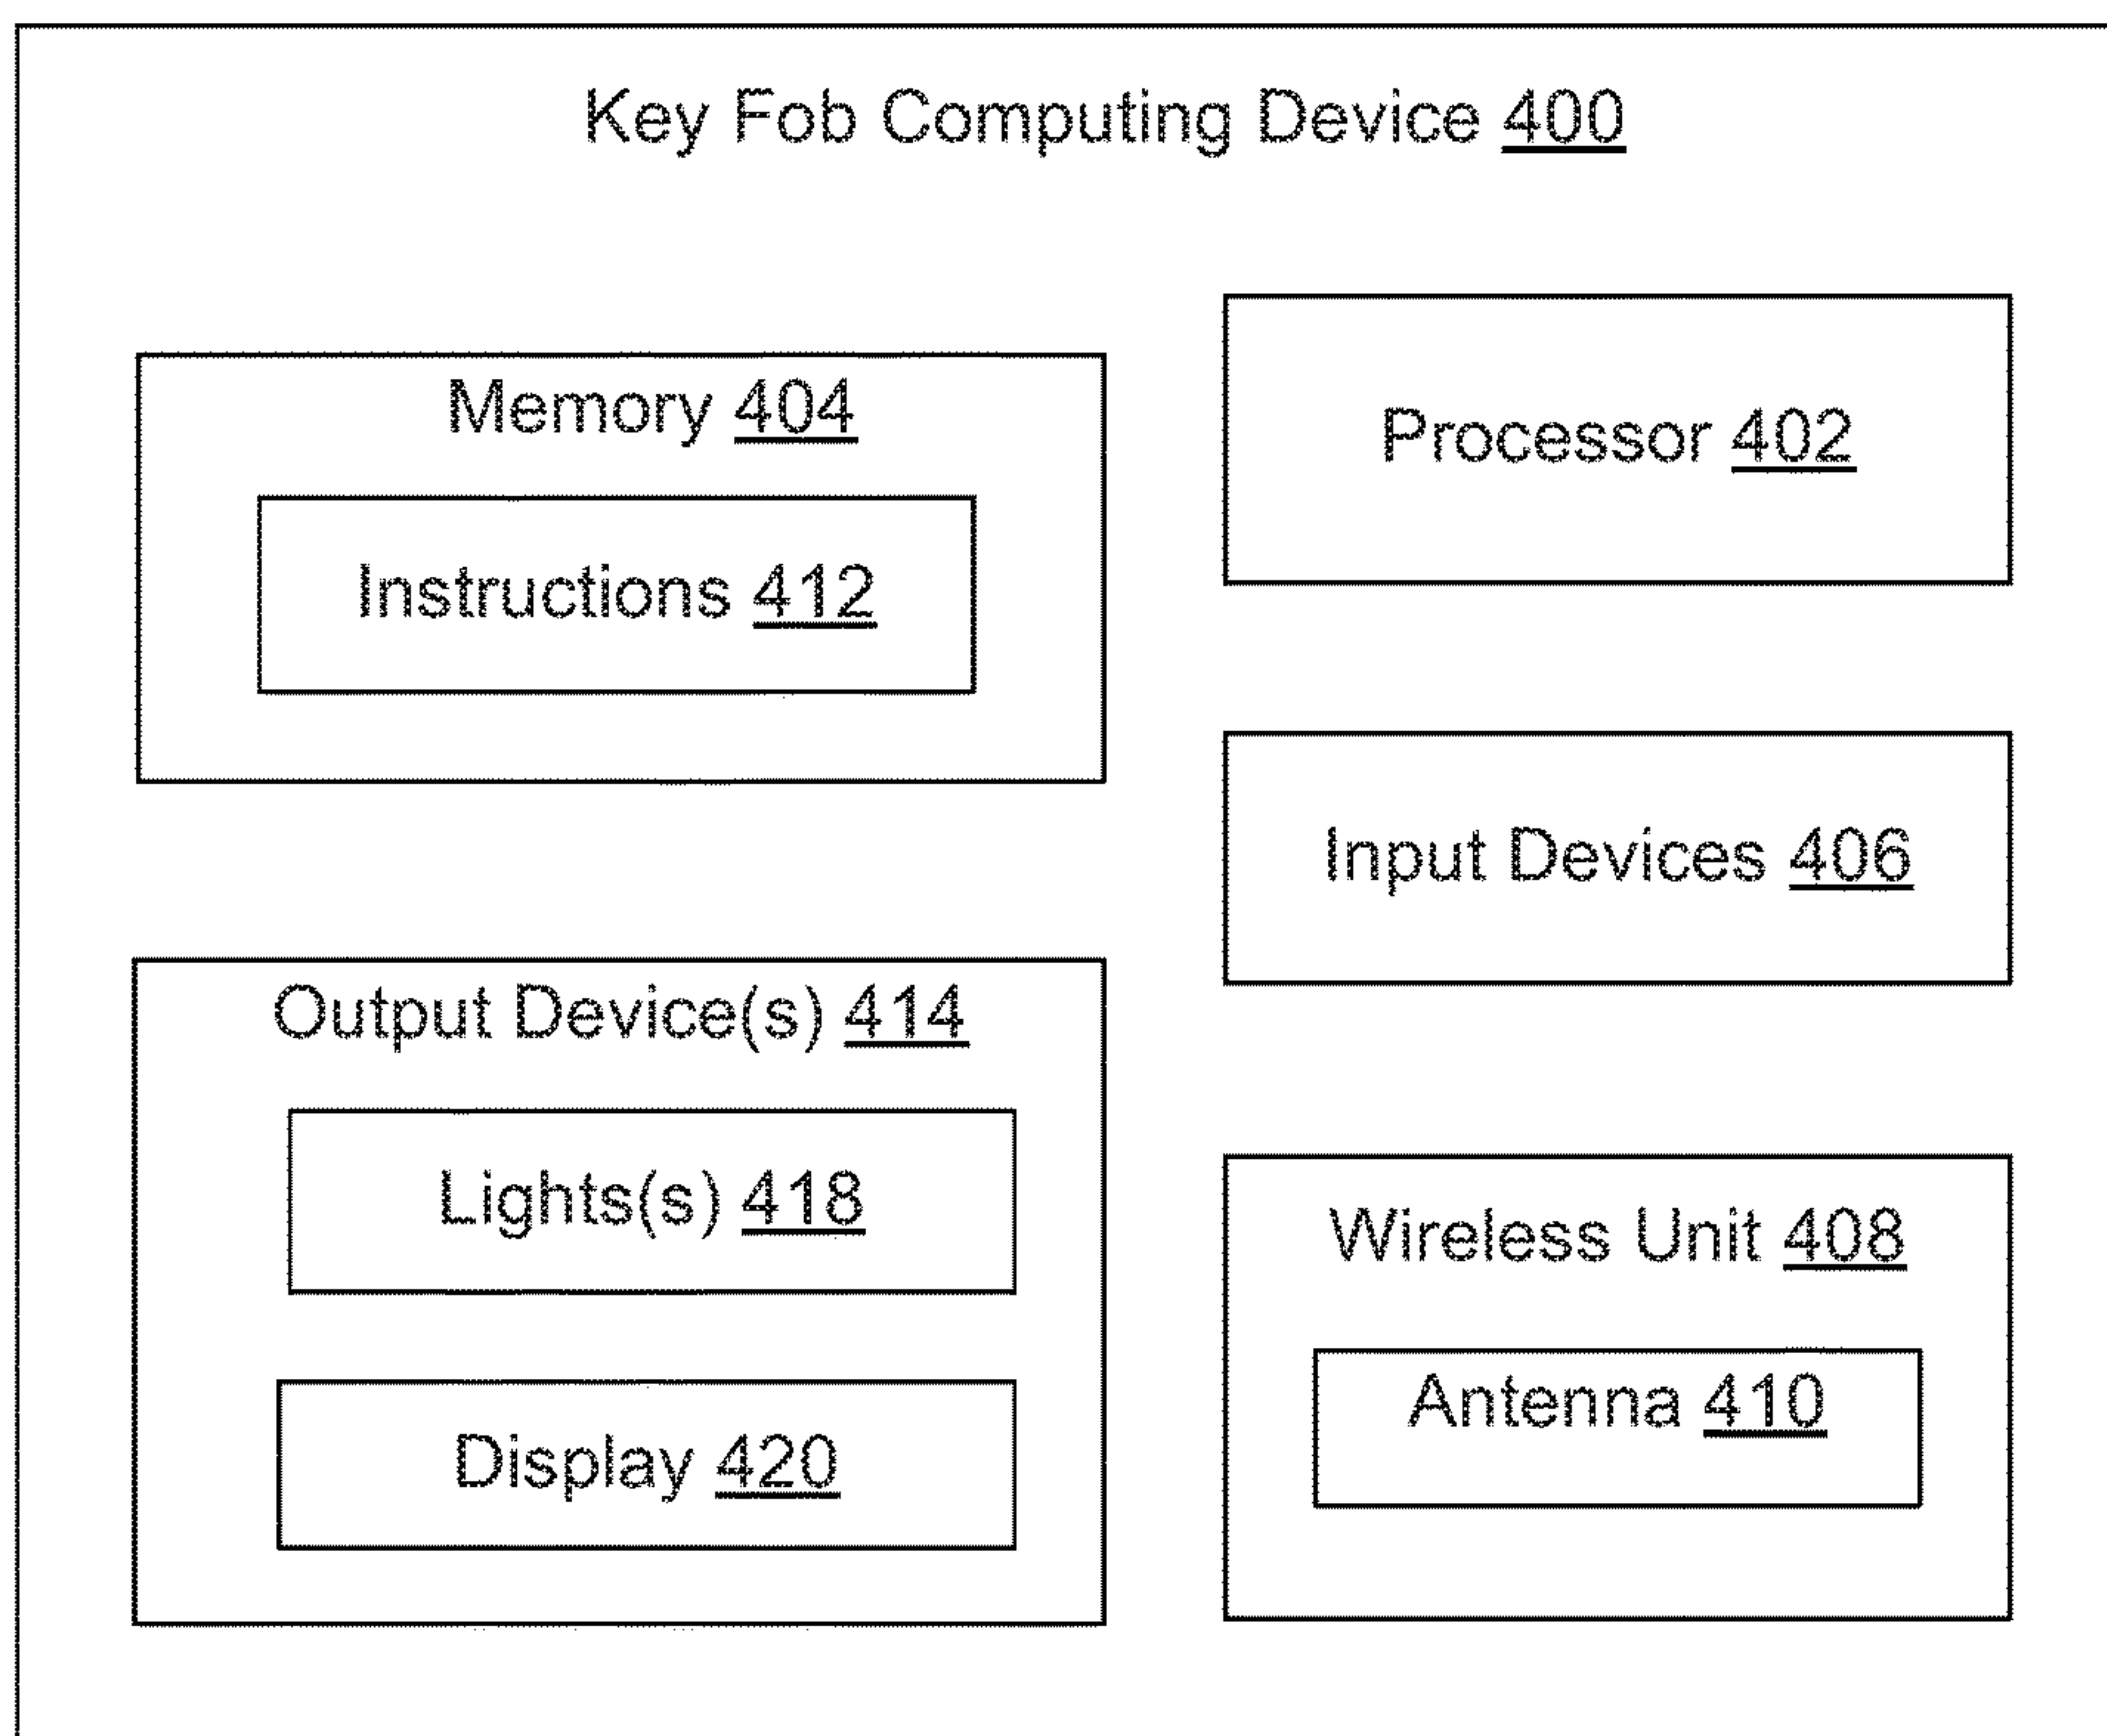 Key Fob Computing Device 400
Memory 404
Instructions 412
Processor 402
Input Devices 406
Output Device(s) 414
Lights(s) 418
Display 420
Wireless Unit 408
Antenna 410